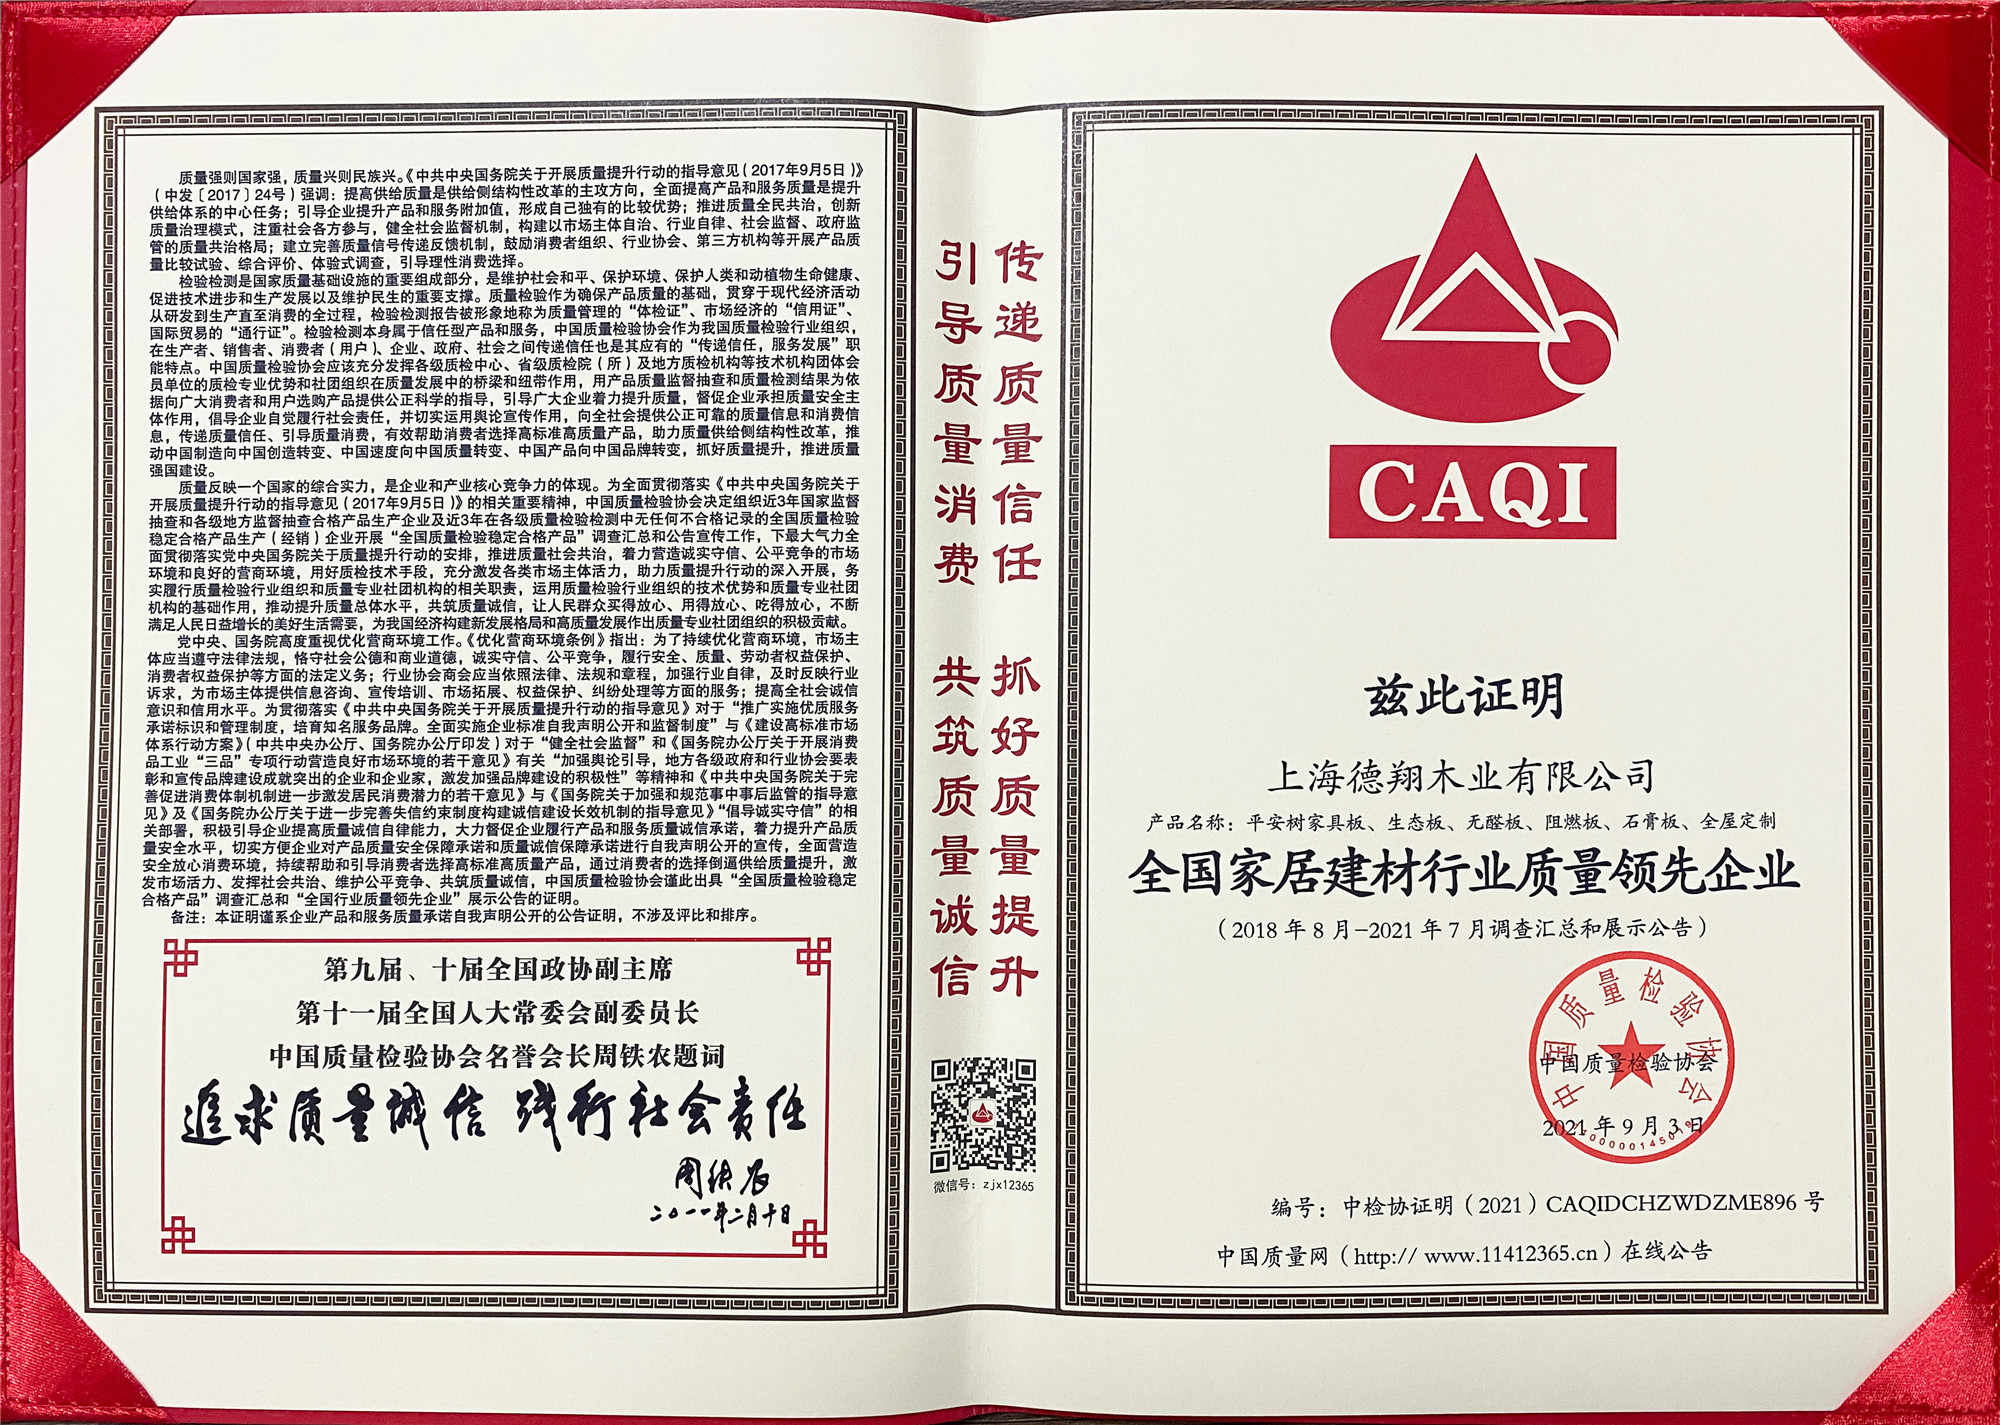 质量强则国家强，质量兴则民族兴。《中共中央国务院关于开展质量提升行动的指导意见（2017年9月5日）》
（中发〔2017〕24号）强调：提高供给质量是供给侧结构性改革的主攻方向，全面提高产品和服务质量是提升
供给体系的中心任务；引导企业提升产品和服务附加值，形成自己独有的比较优势；推进质量全民共治，创新
质量治理模式，注重社会各方参与，健全社会监督机制，构建以市场主体自治、行业自律、社会监督、政府监
管的质量共治格局；建立完善质量信号传递反馈机制，鼓励消费者组织、行业协会、第三方机构等开展产品质
量比较试验、综合评价、体验式调查，引导理性消费选择。
检验检测是国家质量基础设施的重要组成部分，是维护社会和平、保护环境、保护人类和动植物生命健康、
促进技术进步和生产发展以及维护民生的重要支撑。质量检验作为确保产品质量的基础，贯穿于现代经济活动
从研发到生产直至消费的全过程，检验检测报告被形象地称为质量管理的“体检证”、市场经济的“信用证”、
国际贸易的“通行证”。检验检测本身属于信任型产品和服务，中国质量检验协会作为我国质量检验行业组织，
在生产者、销售者、消费者（用户）、企业、政府、社会之间传递信任也是其应有的“传递信任，服务发展”职
能特点。中国质量检验协会应该充分发挥各级质检中心、省级质检院（所）及地方质检机构等技术机构团体会
员单位的质检专业优势和社团组织在质量发展中的桥梁和纽带作用，用产品质量监督抽查和质量检测结果为依
据向广大消费者和用户选购产品提供公正科学的指导，引导广大企业着力提升质量，督促企业承担质量安全主
体作用，倡导企业自觉履行社会责任，并切实运用舆论宣传作用，向全社会提供公正可靠的质量信息和消费信
息，传递质量信任、引导质量消费，有效帮助消费者选择高标准高质量产品，助力质量供给侧结构性改革，推
动中国制造向中国创造转变、中国速度向中国质量转变、中国产品向中国品牌转变，抓好质量提升，推进质量
强国建设。
质量反映一个国家的综合实力，是企业和产业核心竞争力的体现。为全面贯彻落实《中共中央国务院关于
开展质量提升行动的指导意见（2017年9月5日）》的相关重要精神，中国质量检验协会决定组织近3年国家监督
抽查和各级地方监督抽查合格产品生产企业及近3年在各级质量检验检测中无任何不合格记录的全国质量检验
稳定合格产品生产（经销）企业开展“全国质量检验稳定合格产品”调查汇总和公告宣传工作，下最大气力全
面贯彻落实党中央国务院关于质量提升行动的安排，推进质量社会共治，着力营造诚实守信、公平竞争的市场
环境和良好的营商环境，用好质检技术手段，充分激发各类市场主体活力，助力质量提升行动的深入开展，务
实履行质量检验行业组织和质量专业社团机构的相关职责，运用质量检验行业组织的技术优势和质量专业社团
机构的基础作用，推动提升质量总体水平，共筑质量诚信，让人民群众买得放心、用得放心、吃得放心，不断
满足人民日益增长的美好生活需要，为我国经济构建新发展格局和高质量发展作出质量专业社团组织的积极贡献。
党中央、国务院高度重视优化营商环境工作。《优化营商环境条例》指出：为了持续优化营商环境，市场主
体应当遵守法律法规，恪守社会公德和商业道德，诚实守信、公平竞争，履行安全、质量、劳动者权益保护、
消费者权益保护等方面的法定义务；行业协会商会应当依照法律、法规和章程，加强行业自律，及时反映行业
诉求，为市场主体提供信息咨询、宣传培训、市场拓展、权益保护、纠纷处理等方面的服务；提高全社会诚信
意识和信用水平。为贯彻落实《中共中央国务院关于开展质量提升行动的指导意见》对于“推广实施优质服务
承诺标识和管理制度，培育知名服务品牌。全面实施企业标准自我声明公开和监督制度”与《建设高标准市场
体系行动方案》（中共中央办公厅、国务院办公厅印发）对于“健全社会监督”和《国务院办公厅关于开展消费
品工业“三品”专项行动营造良好市场环境的若干意见》有关“加强舆论引导，地方各级政府和行业协会要表
彰和宣传品牌建设成就突出的企业和企业家，激发加强品牌建设的积极性”等精神和《中共中央国务院关于完
善促进消费体制机制进一步激发居民消费潜力的若干意见》与《国务院关于加强和规范事中事后监管的指导意
见》及《国务院办公厅关于进一步完善失信约束制度构建诚信建设长效机制的指导意见》“倡导诚实守信”的相
关部署，积极引导企业提高质量诚信自律能力，大力督促企业履行产品和服务质量诚信承诺，着力提升产品质
量安全水平，切实方便企业对产品质量安全保障承诺和质量诚信保障承诺进行自我声明公开的宣传，全面营造
安全放心消费环境，持续帮助和引导消费者选择高标准高质量产品，通过消费者的选择倒逼供给质量提升，激
发市场活力、发挥社会共治、维护公平竞争、共筑质量诚信，中国质量检验协会谨此出具“全国质量检验稳定
合格产品”调查汇总和“全国行业质量领先企业”展示公告的证明。
备注：本证明谨系企业产品和服务质量承诺自我声明公开的公告证明，不涉及评比和排序。
第九届、十届全国政协副主席
第十一届全国人大常委会副委员长
中国质量检验协会名誉会长周铁农题词
追求质量诚信 践行社会责任
周铁农
二〇一一年二月十日
传递质量信任 抓好质量提升
引导质量消费 共筑质量诚信
微信号：zjx12365
CAQI
兹此证明
上海德翔木业有限公司
产品名称：平安树家具板、生态板、无醛板、阻燃板、石膏板、全屋定制
全国家居建材行业质量领先企业
（2018年8月-2021年7月调查汇总和展示公告）
中国质量检验协会
中国质量检验协会
2021年9月3日
编号：中检协证明（2021）CAQIDCHZWDZME896 号
中国质量网（http:// www.11412365.cn）在线公告